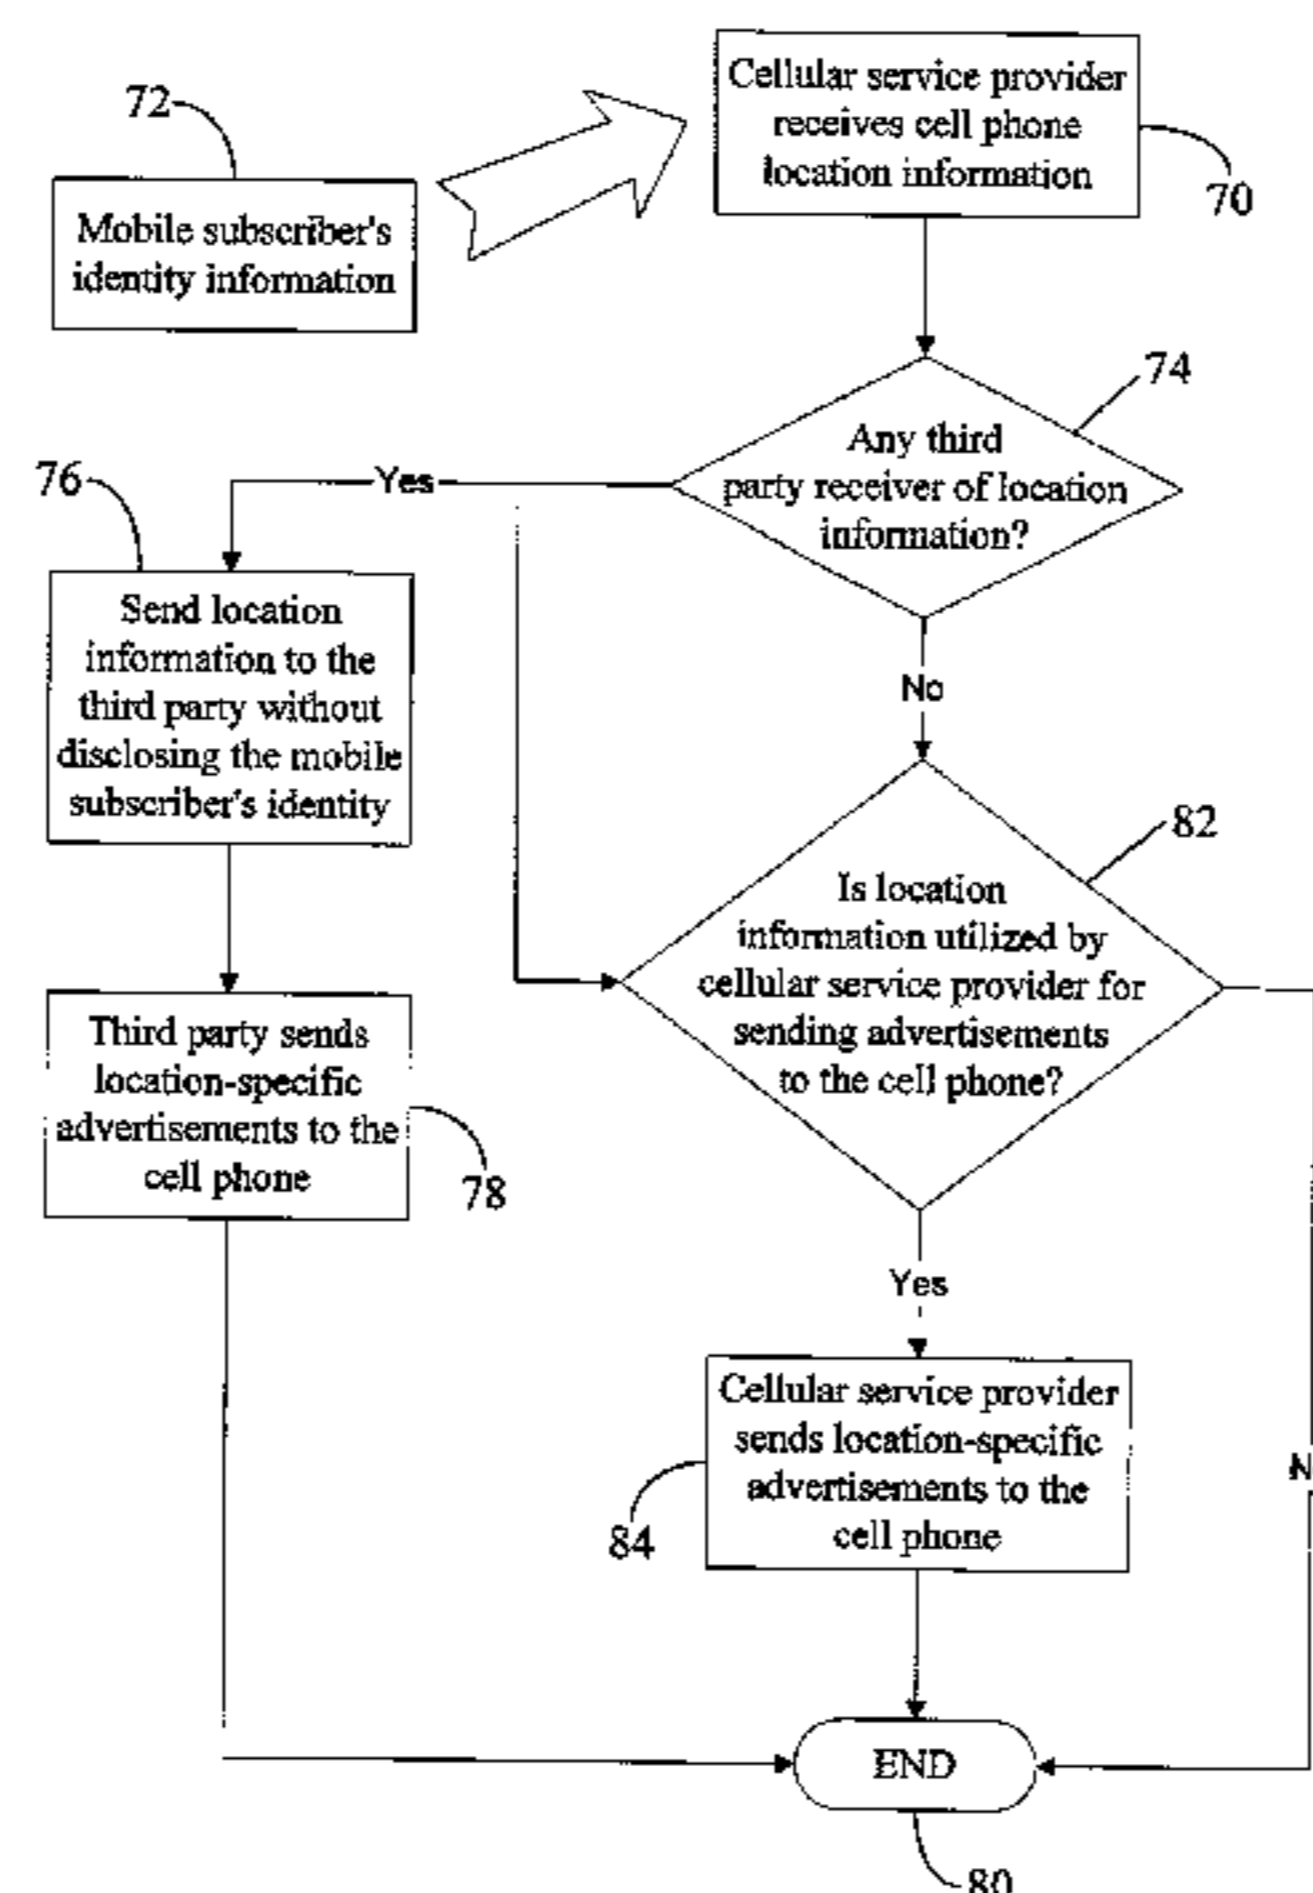 72
Mobile subscriber's
identity information
Cellular service provider
receives cell phone
location information
70
74
Any third
party receiver of location
information?
Yes
No
76
Send location
information to the
third party without
disclosing the mobile
subscriber's identity
82
Is location
information utilized by
cellular service provider for
sending advertisements
to the cell phone?
Third party sends
location-specific
advertisements to the
cell phone
78
Yes
Cellular service provider
sends location-specific
advertisements to the
cell phone
84
N
END
80